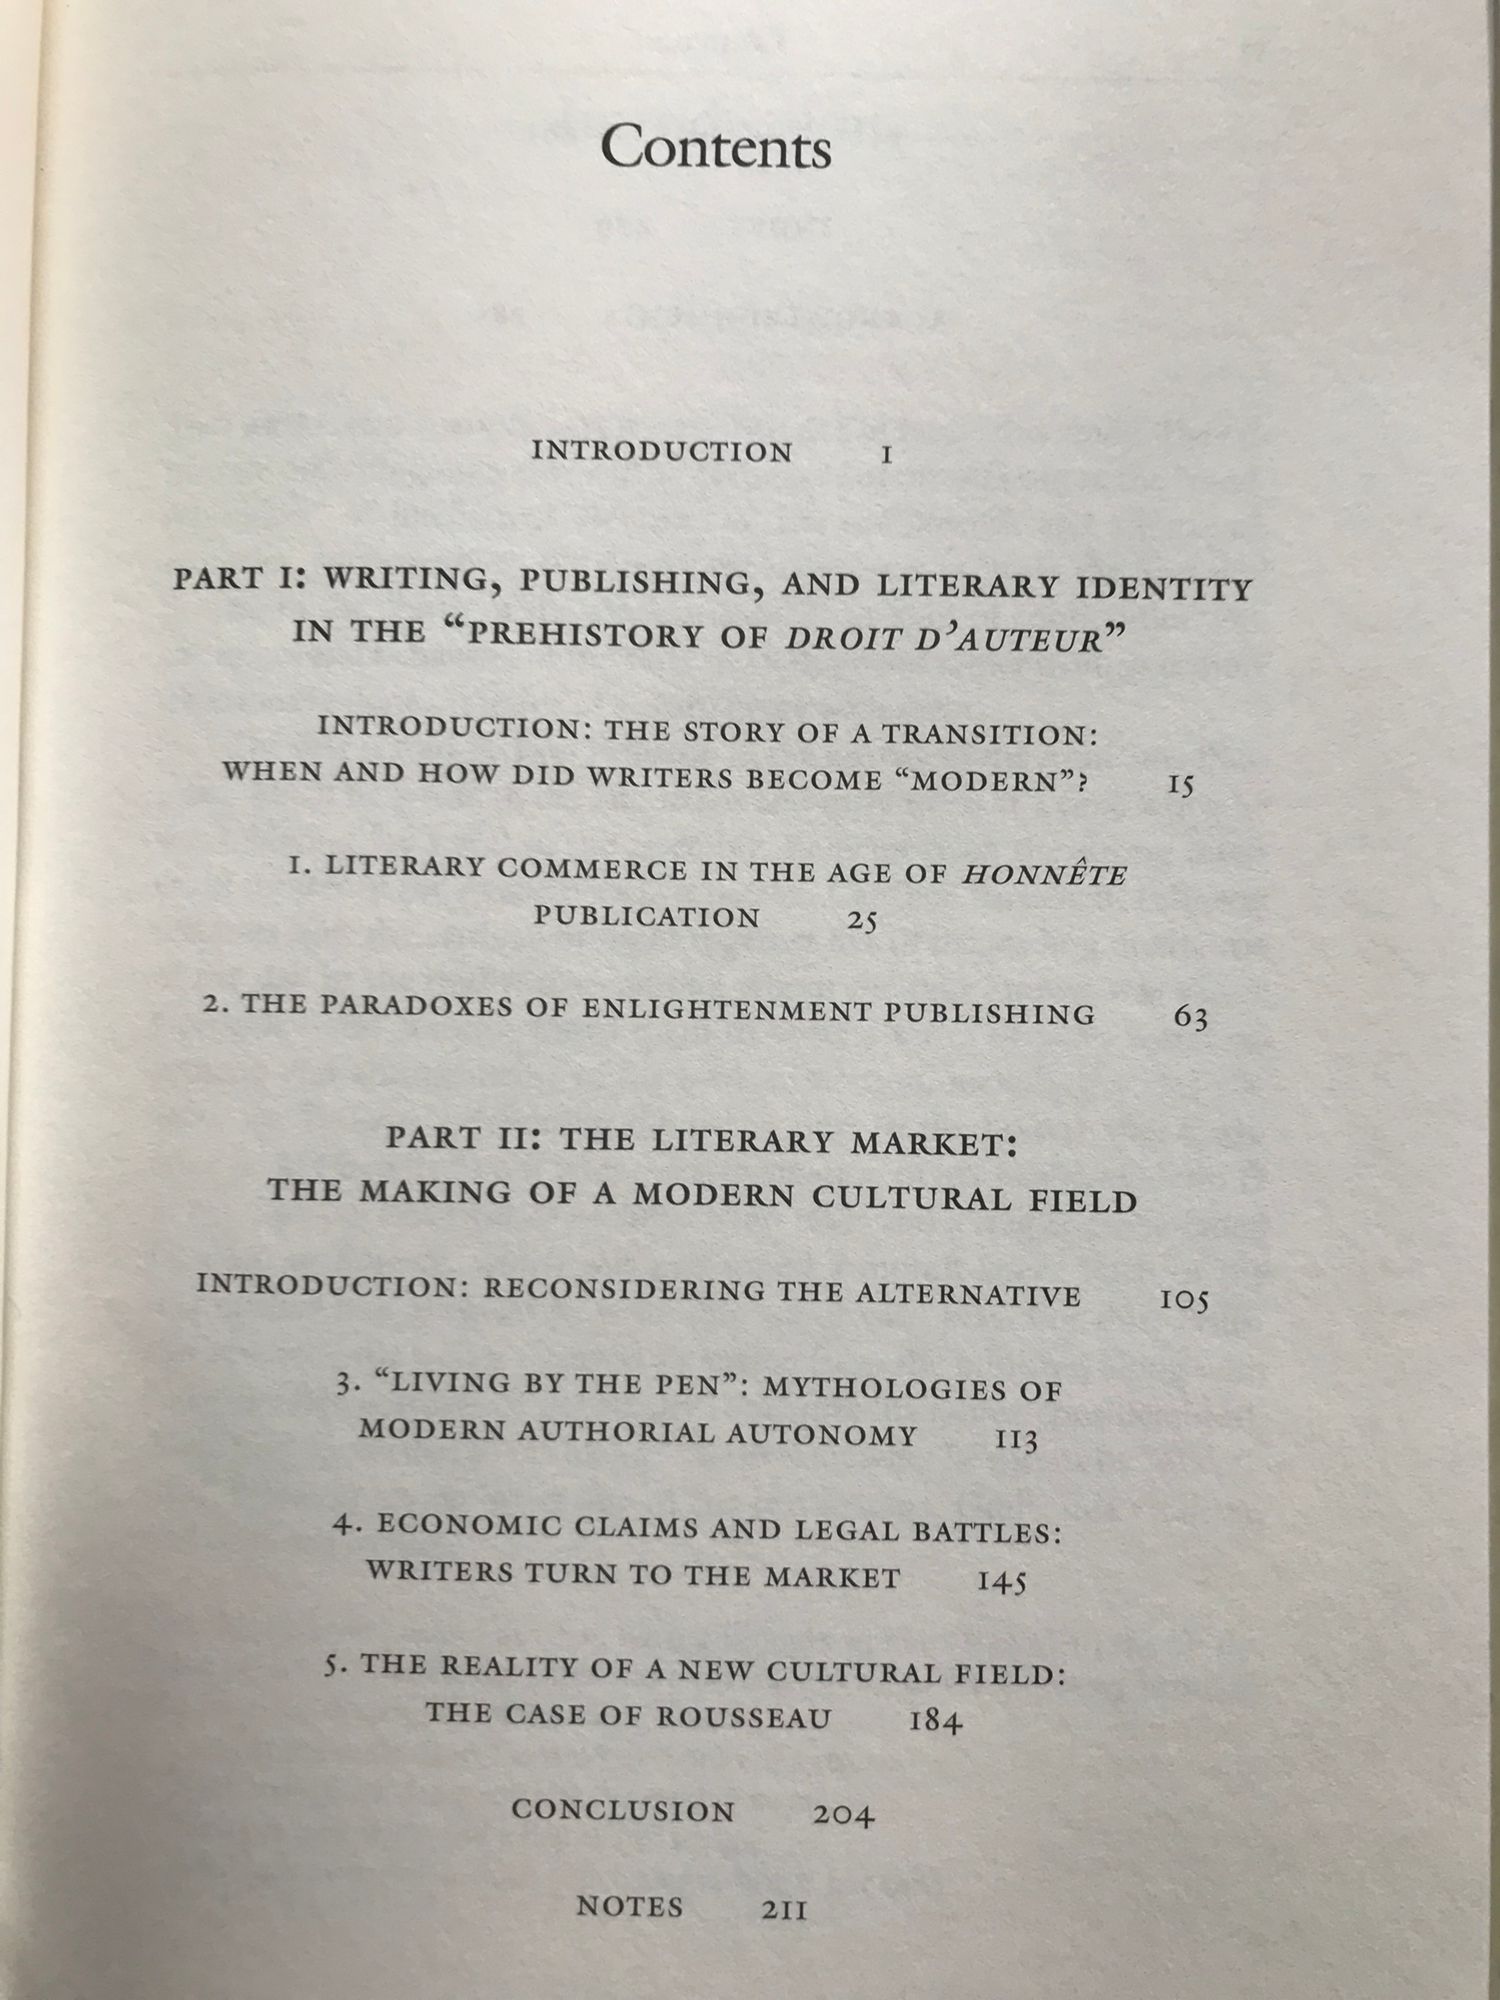 Contents
INTRODUCTION 1
PART I: WRITING, PUBLISHING, AND LITERARY IDENTITY
IN THE “PREHISTORY OF DROIT D’AUTEUR”
INTRODUCTION: THE STORY OF A TRANSITION:
WHEN AND HOW DID WRITERS BECOME “MODERN”? 15
1. LITERARY COMMERCE IN THE AGE OF HONNÊTE
PUBLICATION 25
2. THE PARADOXES OF ENLIGHTENMENT PUBLISHING 63
PART II: THE LITERARY MARKET:
THE MAKING OF A MODERN CULTURAL FIELD
INTRODUCTION: RECONSIDERING THE ALTERNATIVE 105
3. “LIVING BY THE PEN”: MYTHOLOGIES OF
MODERN AUTHORIAL AUTONOMY 113
4. ECONOMIC CLAIMS AND LEGAL BATTLES:
WRITERS TURN TO THE MARKET 145
5. THE REALITY OF A NEW CULTURAL FIELD:
THE CASE OF ROUSSEAU 184
CONCLUSION 204
NOTES 211